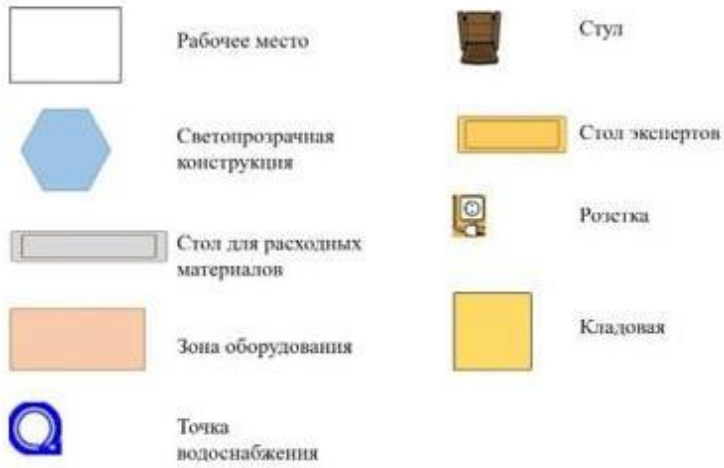 Рабочее место
Светопрозрачная
конструкция
Стол для расходных
материалов
Зона оборудования
Точка
водоснабжения
Стул
Стол экспертов
Розетка
Кладовая